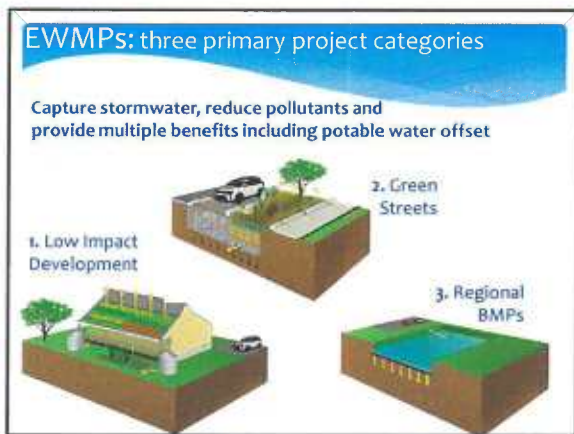 EWMPs: three primary project categories
Capture stormwater, reduce pollutants and
provide multiple benefits including potable water offset
2. Green
Streets
1. Low Impact
Development
3. Regional
BMPs